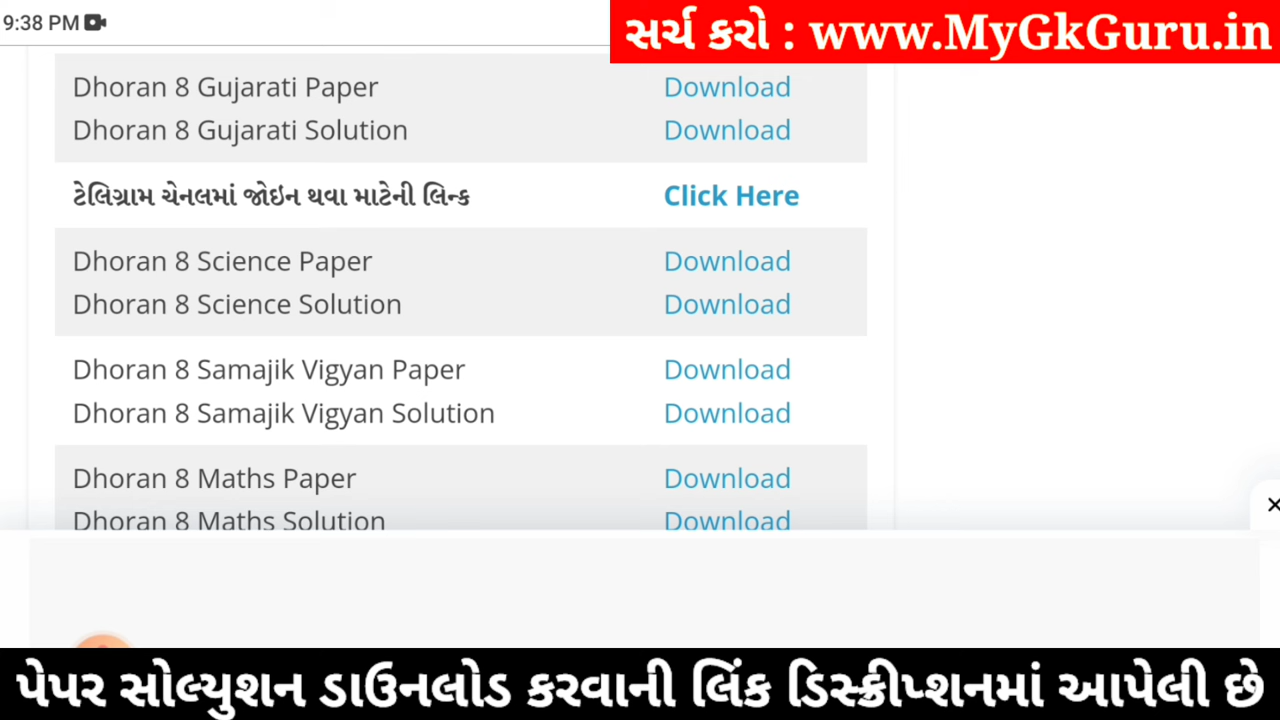 9:38 PM
સર્ચ કરો : www.MyGkGuru.in
Dhoran 8 Gujarati Paper Download
Dhoran 8 Gujarati Solution Download
ટેલિગ્રામ ચેનલમાં જોઇન થવા માટેની લિન્ક Click Here
Dhoran 8 Science Paper Download
Dhoran 8 Science Solution Download
Dhoran 8 Samajik Vigyan Paper Download
Dhoran 8 Samajik Vigyan Solution Download
Dhoran 8 Maths Paper Download
Dhoran 8 Maths Solution Download
પેપર સોલ્યુશન ડાઉનલોડ કરવાની લિંક ડિસ્ક્રીપ્શનમાં આપેલી છે